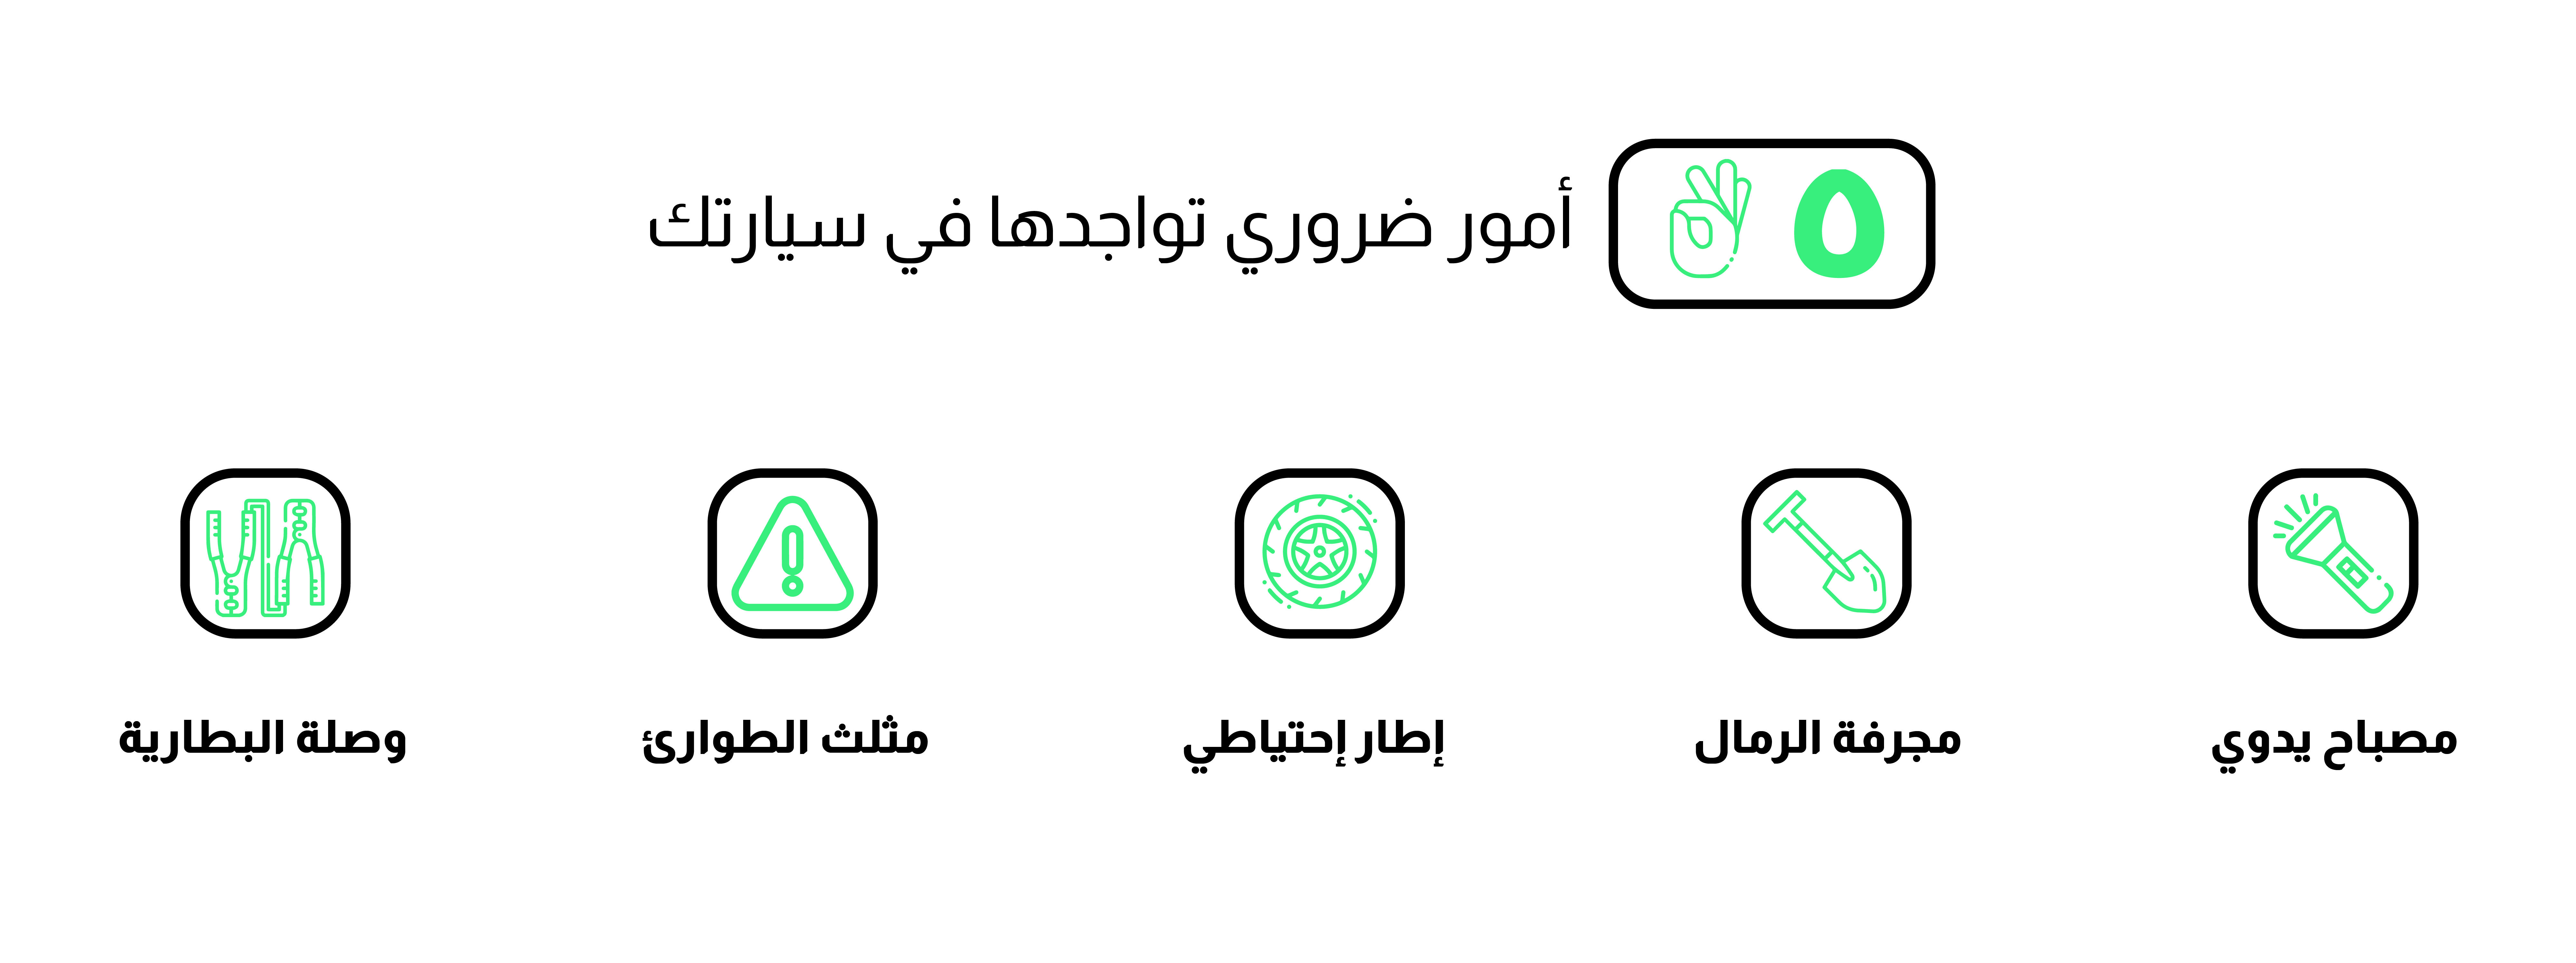 ٥ أمور ضروري تواجدها في سيارتك
مصباح يدوي
مجرفة الرمال
إطار إحتياطي
مثلث الطوارئ
وصلة البطارية